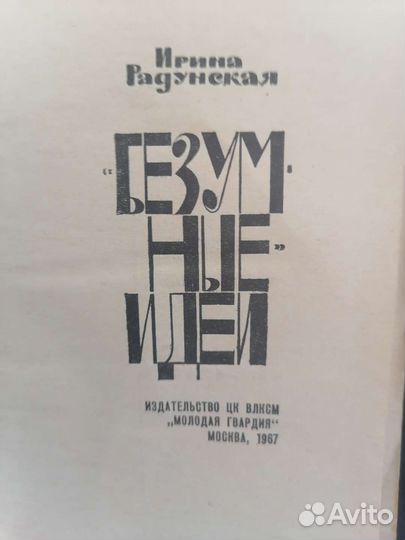 Ирина
Радунская
"БЕЗУМ-
НЫЕ"
ИДЕИ
ИЗДАТЕЛЬСТВО ЦК ВЛКСМ
„МОЛОДАЯ ГВАРДИЯ“
МОСКВА, 1967
Avito